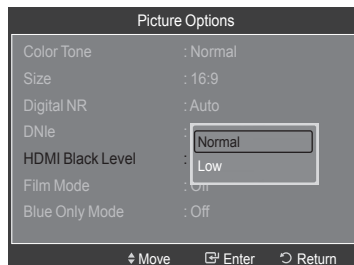 Picture Options
Color Tone : Normal
Size : 16:9
Digital NR : Auto
DNIe :
Normal
HDMI Black Level :
Low
Film Mode : Off
Blue Only Mode : Off
Move Enter Return